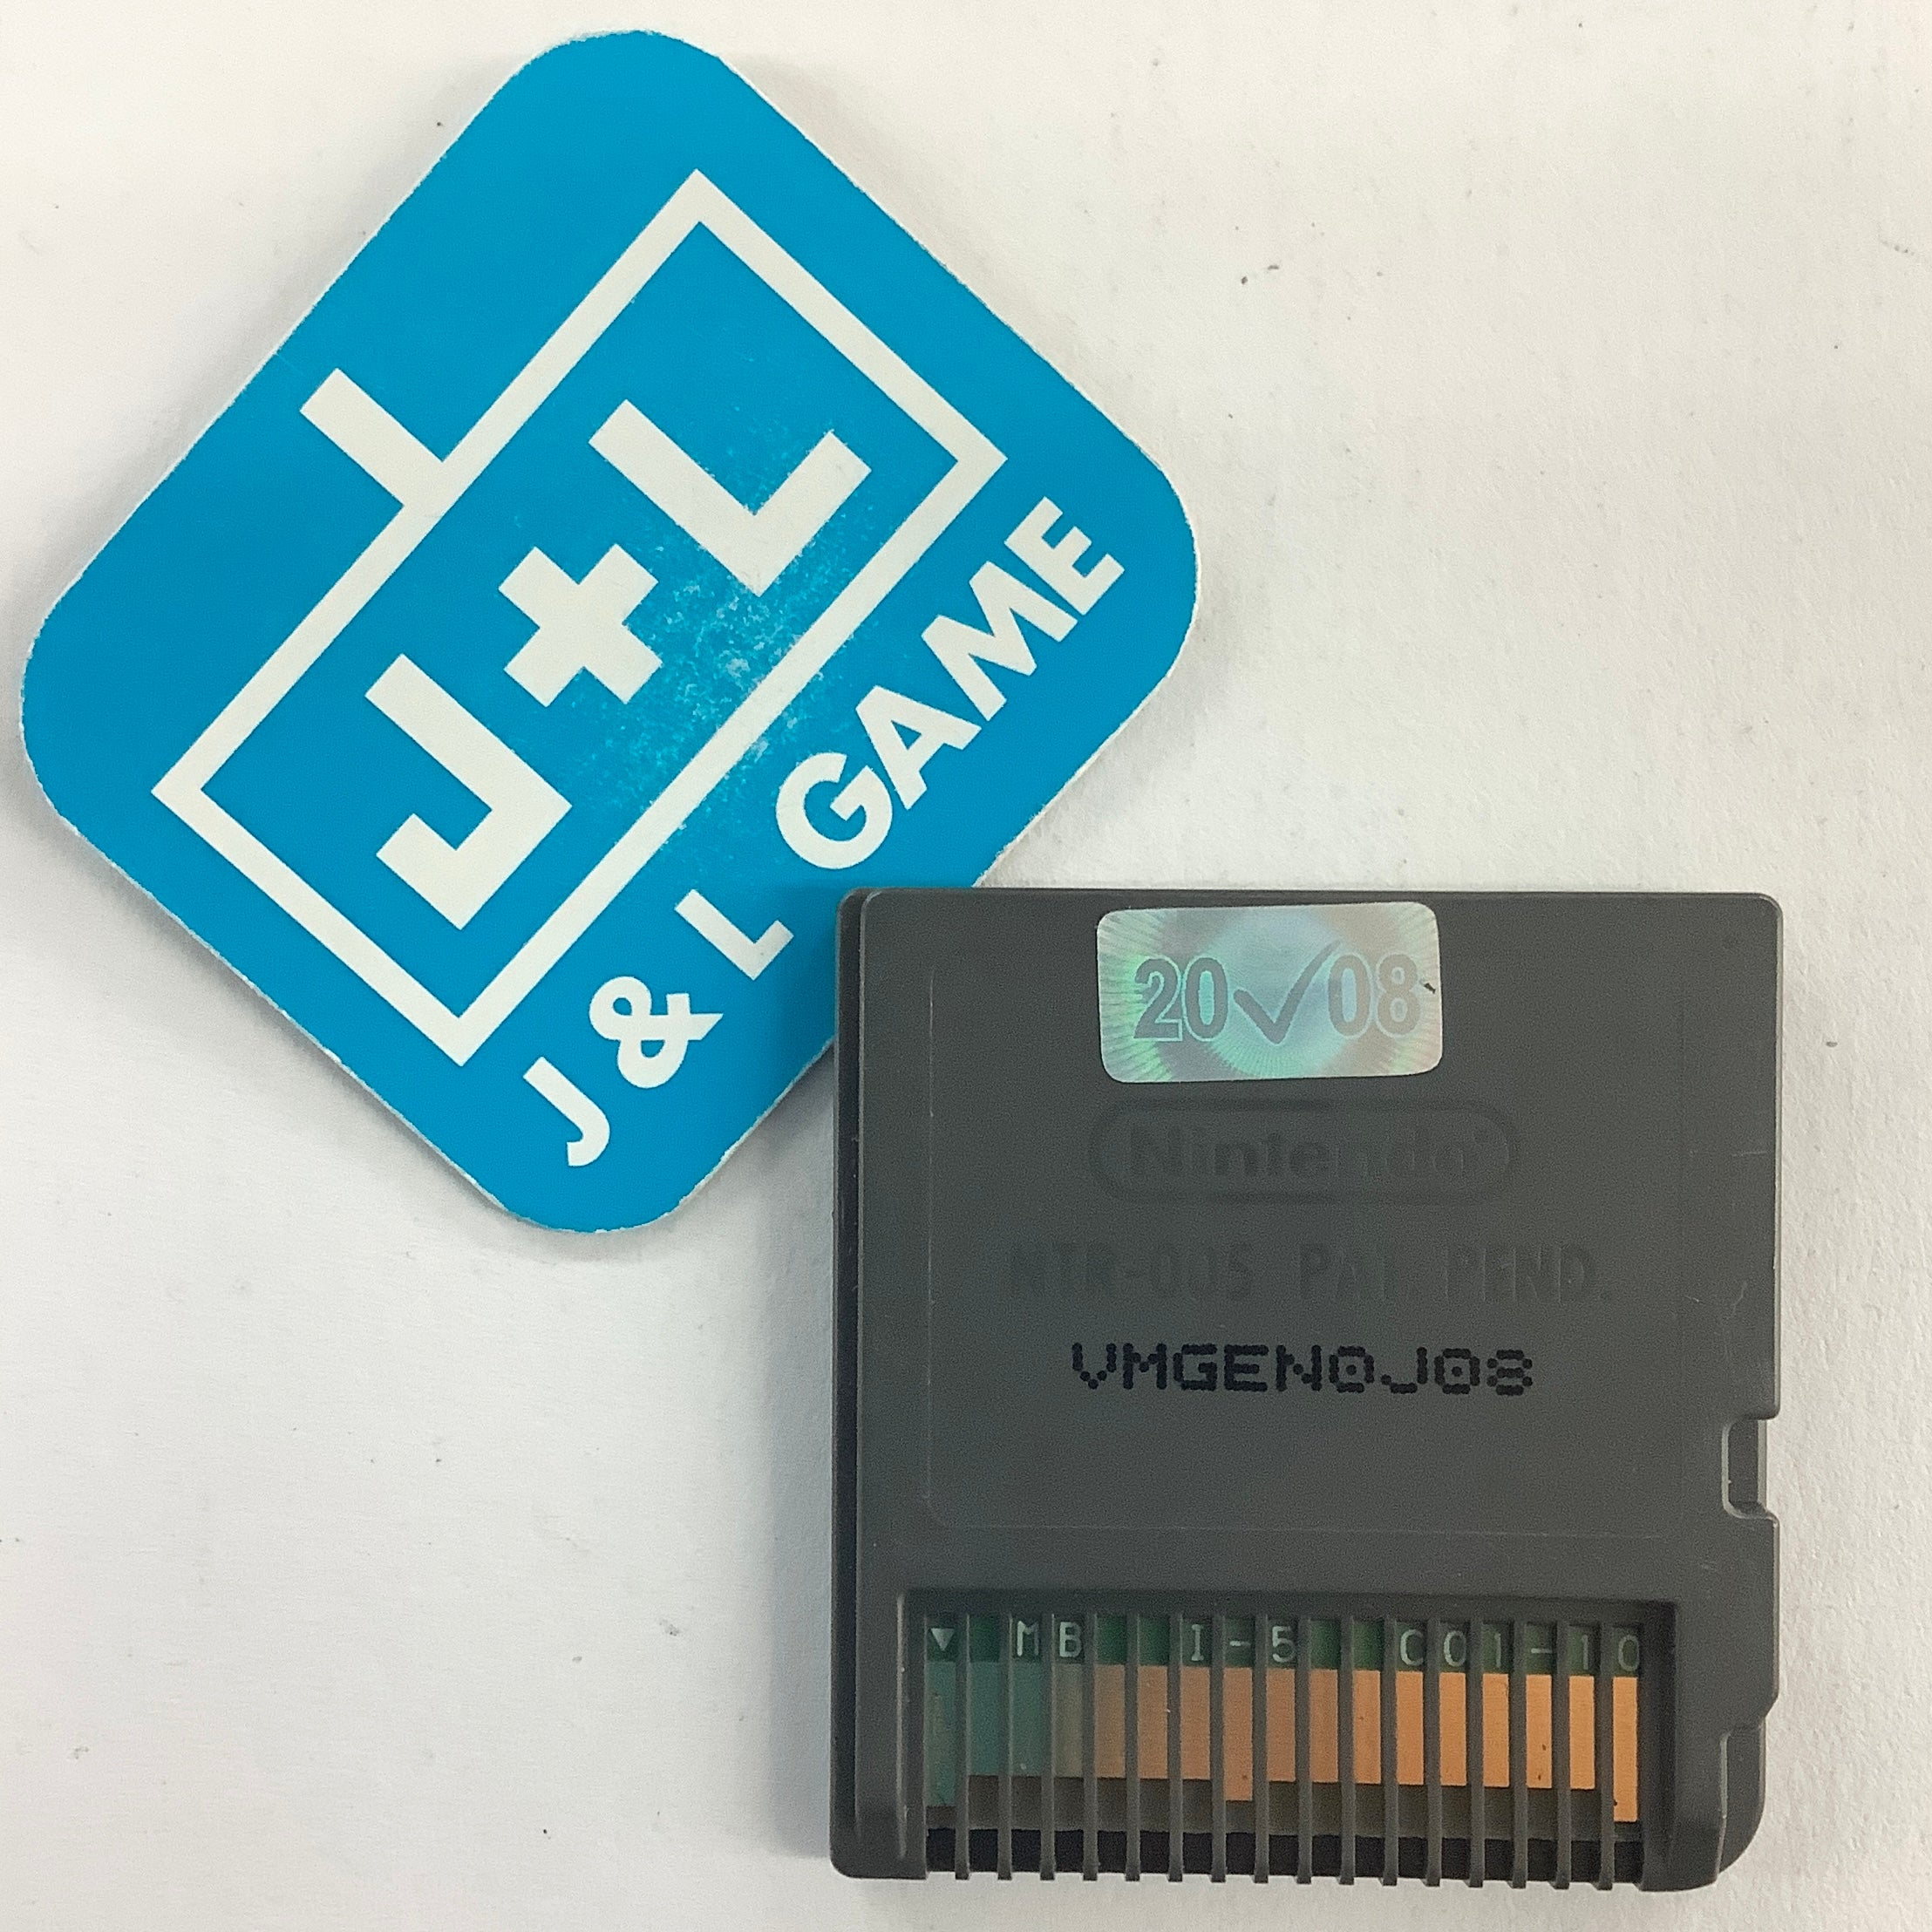 J+L
J & L GAME
20✓08
Nintendo
NTR-005 PAT. PEND.
VMGEN0J08
▼ MB I-5 C01-10